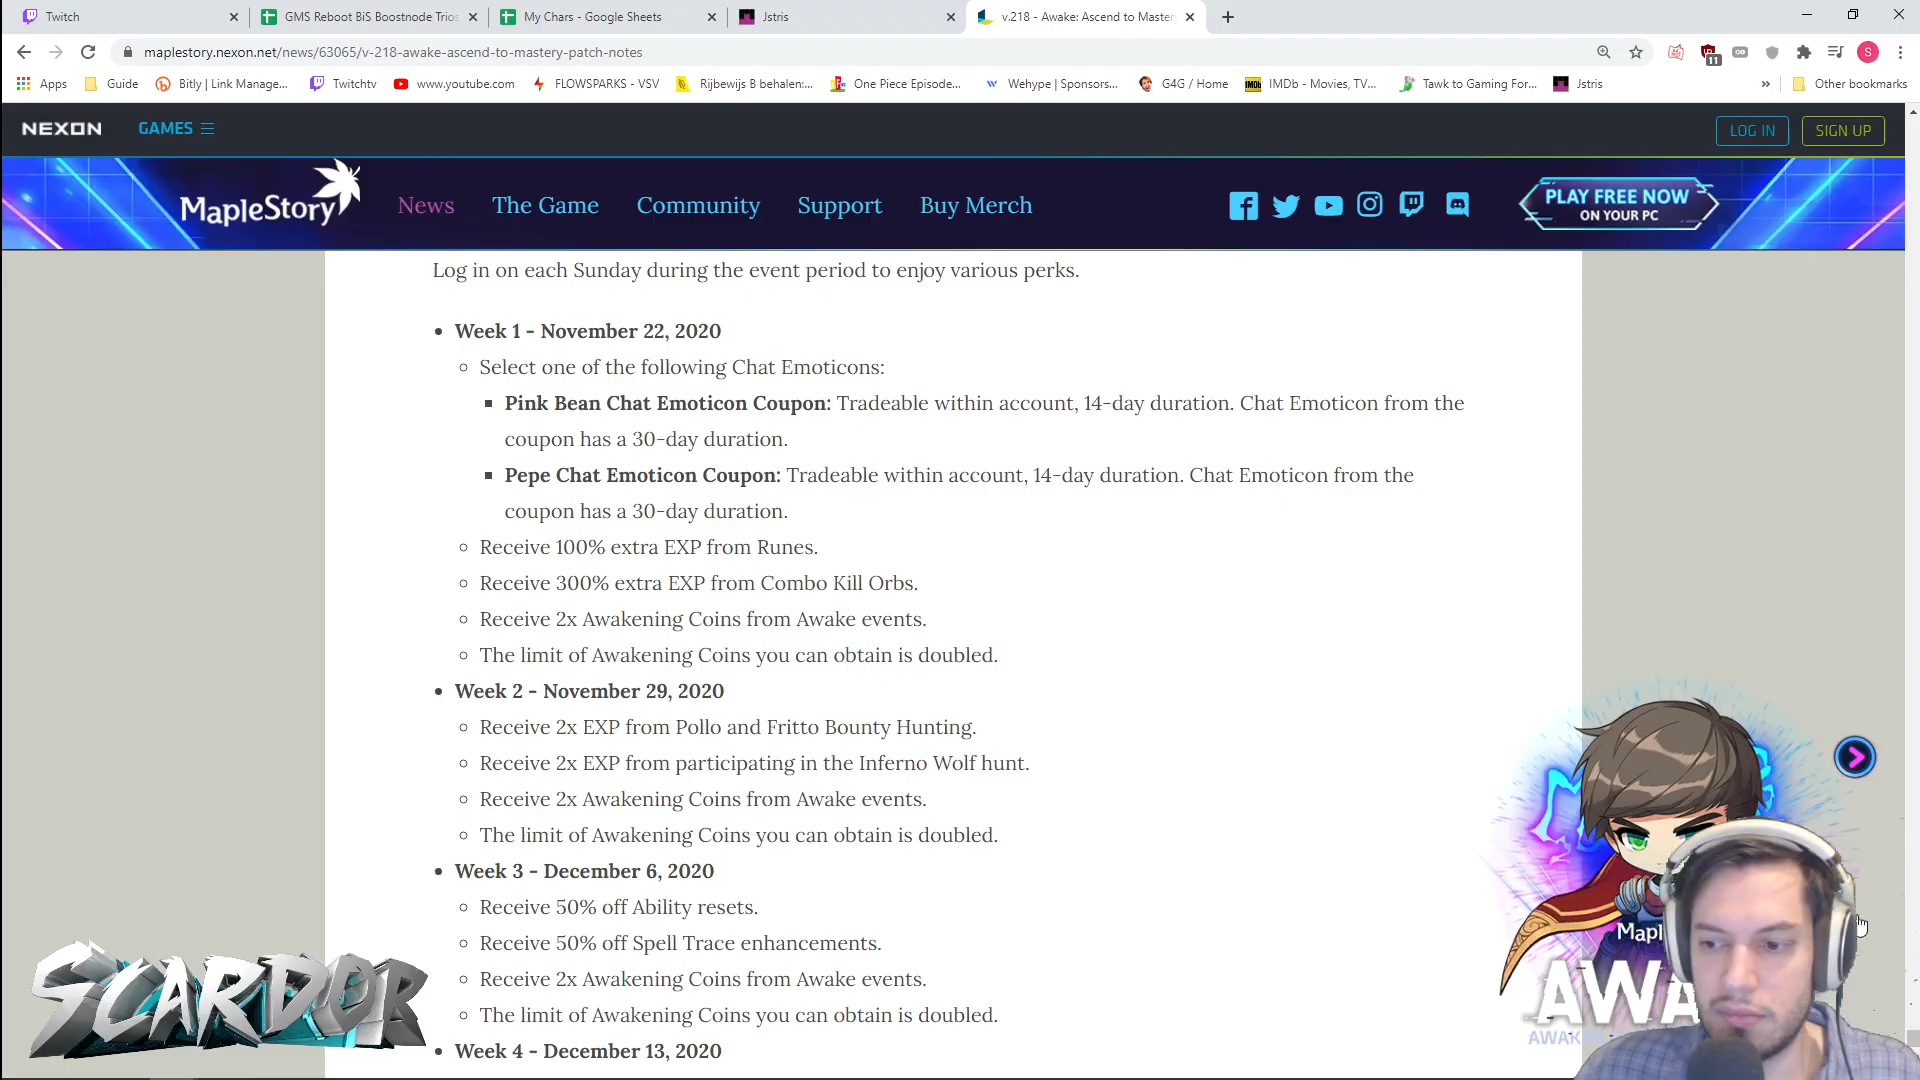 Twitch
GMS Reboot BiS Boostnode Trios
My Chars - Google Sheets
Jstris
v.218 - Awake: Ascend to Master
maplestory.nexon.net/news/63065/v-218-awake-ascend-to-mastery-patch-notes
S
11
Apps
Guide
Bitly | Link Manage...
Twitchtv
www.youtube.com
FLOWSPARKS - VSV
Rijbewijs B behalen:...
One Piece Episode...
Wehype | Sponsors...
G4G / Home
IMDb - Movies, TV...
Tawk to Gaming For...
Jstris
»
Other bookmarks
NEXON
GAMES
LOG IN
SIGN UP
MapleStory
News
The Game
Community
Support
Buy Merch
PLAY FREE NOW
ON YOUR PC
Log in on each Sunday during the event period to enjoy various perks.
Week 1 - November 22, 2020
Select one of the following Chat Emoticons:
Pink Bean Chat Emoticon Coupon: Tradeable within account, 14-day duration. Chat Emoticon from the
coupon has a 30-day duration.
Pepe Chat Emoticon Coupon: Tradeable within account, 14-day duration. Chat Emoticon from the
coupon has a 30-day duration.
Receive 100% extra EXP from Runes.
Receive 300% extra EXP from Combo Kill Orbs.
Receive 2x Awakening Coins from Awake events.
The limit of Awakening Coins you can obtain is doubled.
Week 2 - November 29, 2020
Receive 2x EXP from Pollo and Fritto Bounty Hunting.
Receive 2x EXP from participating in the Inferno Wolf hunt.
Receive 2x Awakening Coins from Awake events.
The limit of Awakening Coins you can obtain is doubled.
Week 3 - December 6, 2020
Receive 50% off Ability resets.
Receive 50% off Spell Trace enhancements.
Receive 2x Awakening Coins from Awake events.
The limit of Awakening Coins you can obtain is doubled.
Week 4 - December 13, 2020
SCARDOR
Mapl
AWA
AWAK